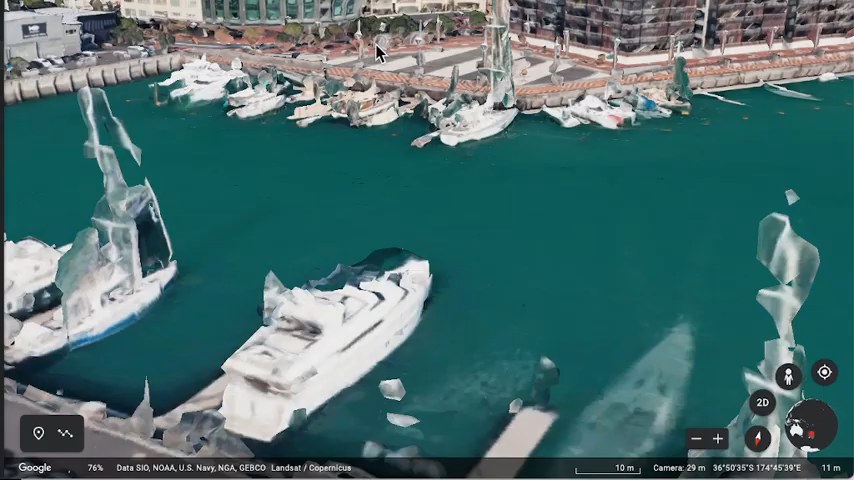 2D
10 m
Google 76% Data SIO, NOAA, U.S. Navy, NGA, GEBCO Landsat / Copernicus Camera: 29 m 36°50'35"S 174°45'39"E 11 m